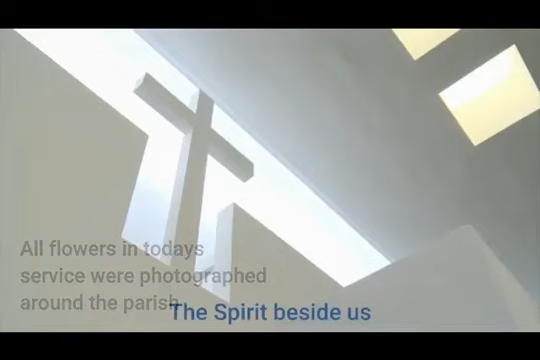 All flowers in todays
service were photographed
around the parish
The Spirit beside us